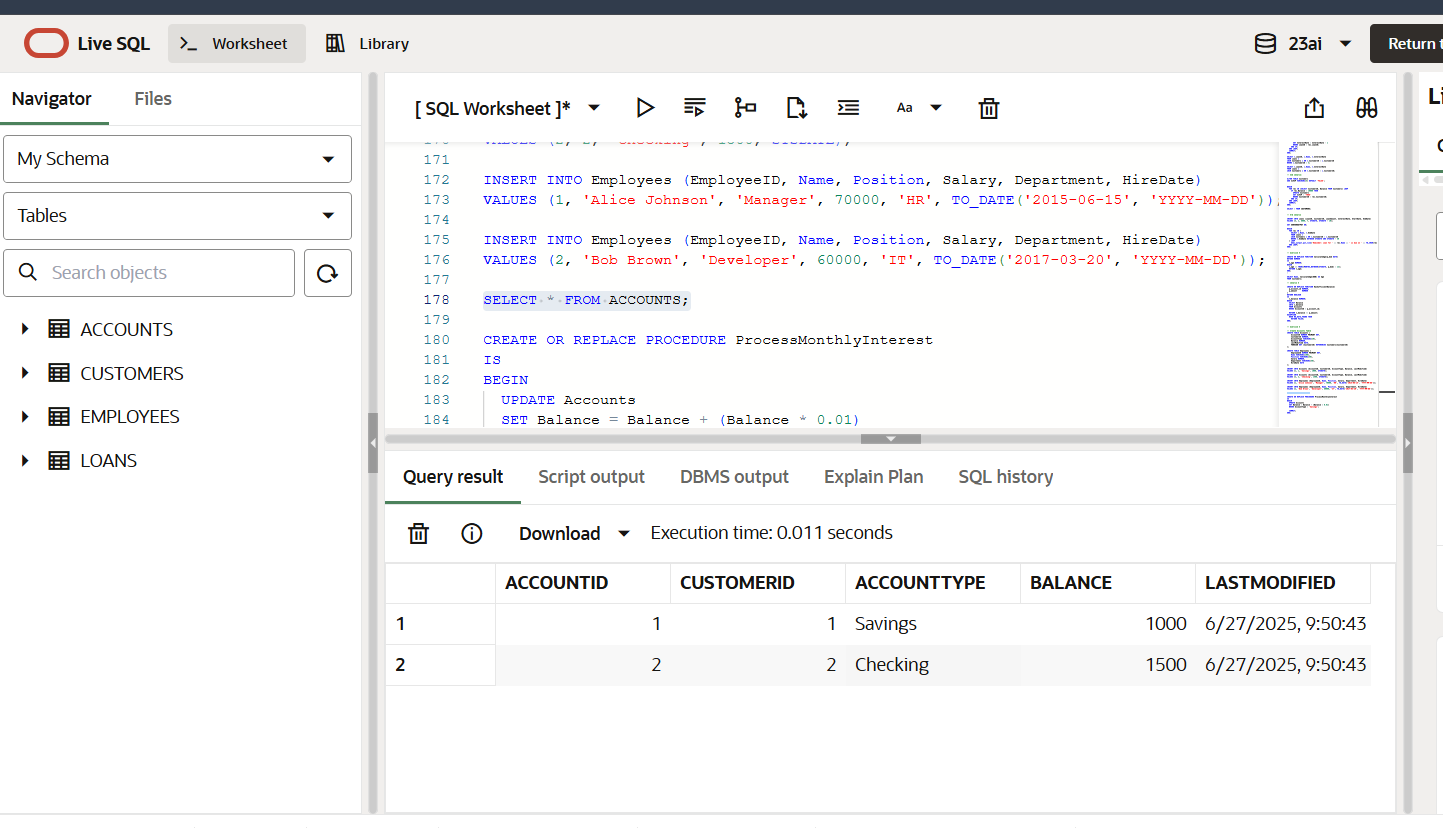 Live SQL
Worksheet
Library
23ai
Return
Navigator
Files
My Schema
Tables
Search objects
ACCOUNTS
CUSTOMERS
EMPLOYEES
LOANS
[ SQL Worksheet ]*
Aa
171
172 INSERT INTO Employees (EmployeeID, Name, Position, Salary, Department, HireDate)
173 VALUES (1, 'Alice Johnson', 'Manager', 70000, 'HR', TO_DATE('2015-06-15', 'YYYY-MM-DD'));
174
175 INSERT INTO Employees (EmployeeID, Name, Position, Salary, Department, HireDate)
176 VALUES (2, 'Bob Brown', 'Developer', 60000, 'IT', TO_DATE('2017-03-20', 'YYYY-MM-DD'));
177
178 SELECT * FROM ACCOUNTS;
179
180 CREATE OR REPLACE PROCEDURE ProcessMonthlyInterest
181 IS
182 BEGIN
183 UPDATE Accounts
184 SET Balance = Balance + (Balance * 0.01)
Query result
Script output
DBMS output
Explain Plan
SQL history
Download
Execution time: 0.011 seconds
ACCOUNTID CUSTOMERID ACCOUNTTYPE BALANCE LASTMODIFIED
1 1 1 Savings 1000 6/27/2025, 9:50:43
2 2 2 Checking 1500 6/27/2025, 9:50:43